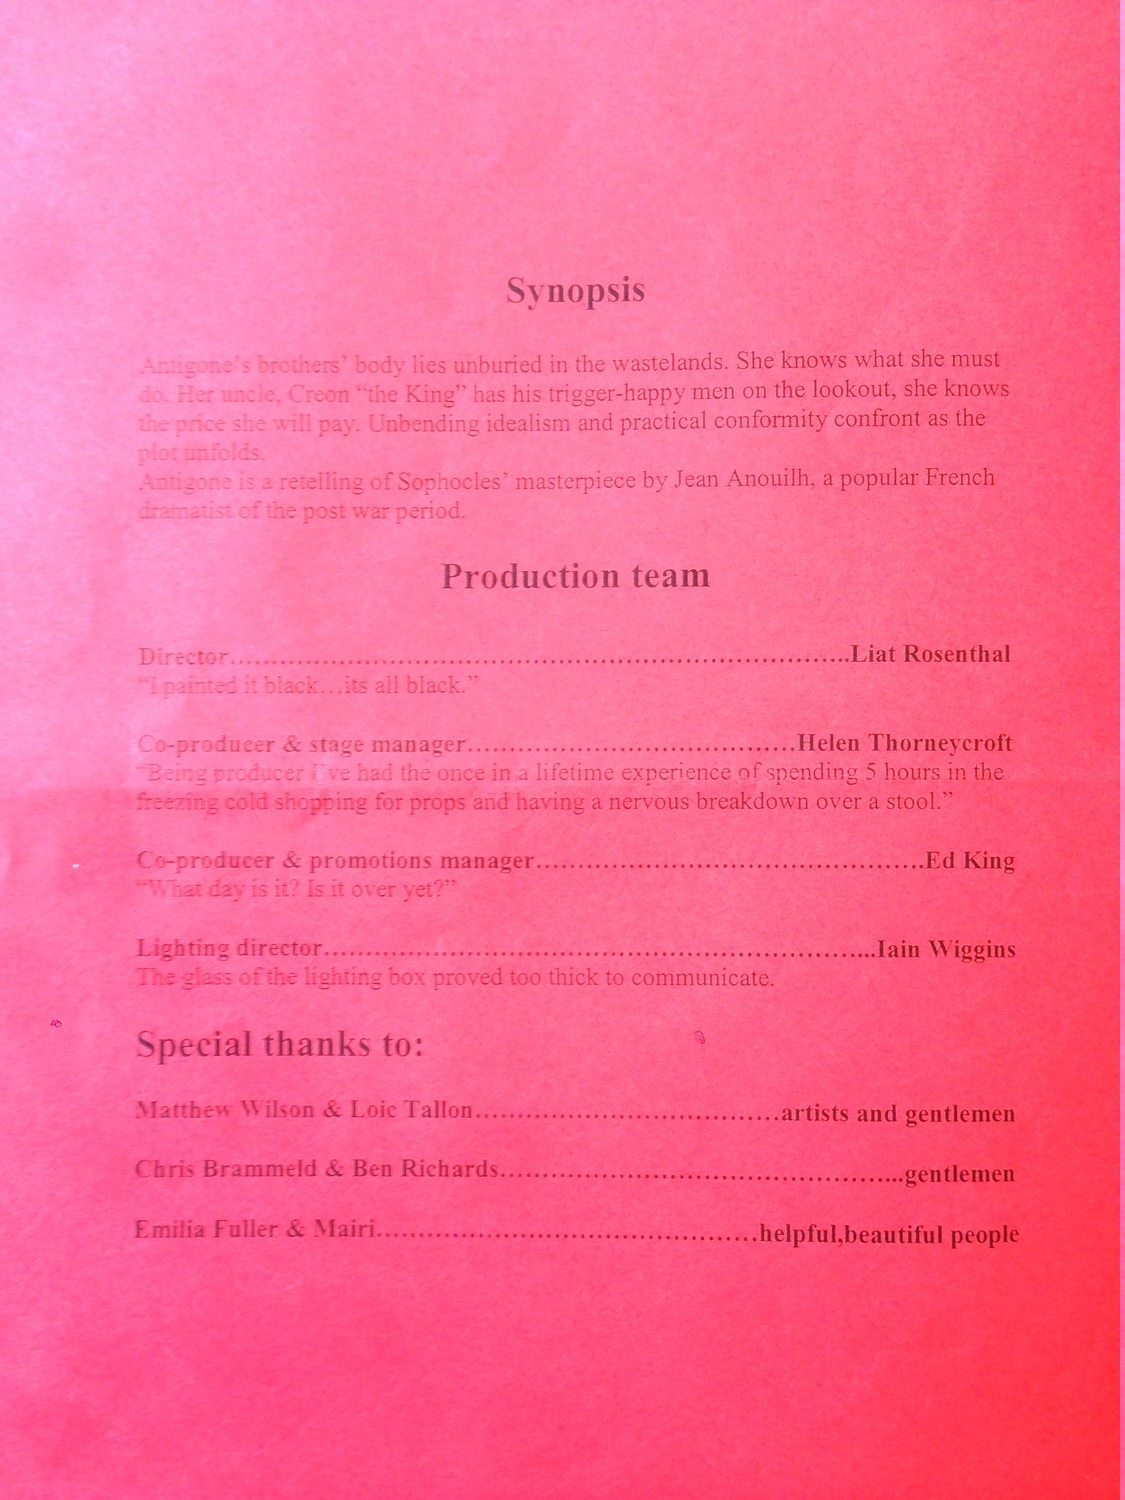 Synopsis
Antigone's brothers' body lies unburied in the wastelands. She knows what she must
do. Her uncle, Creon “the King” has his trigger-happy men on the lookout, she knows
the price she will pay. Unbending idealism and practical conformity confront as the
plot unfolds.
Antigone is a retelling of Sophocles’ masterpiece by Jean Anouilh, a popular French
dramatist of the post war period.
Production team
Director..........................................................................Liat Rosenthal
“I painted it black…its all black.”
Co-producer & stage manager.......................................Helen Thorneycroft
“Being producer I’ve had the once in a lifetime experience of spending 5 hours in the
freezing cold shopping for props and having a nervous breakdown over a stool.”
Co-producer & promotions manager..............................................Ed King
“What day is it? Is it over yet?”
Lighting director.................................................................Iain Wiggins
The glass of the lighting box proved too thick to communicate.
Special thanks to:
Matthew Wilson & Loic Tallon....................................artists and gentlemen
Chris Brammeld & Ben Richards................................................gentlemen
Emilia Fuller & Mairi.............................................helpful,beautiful people